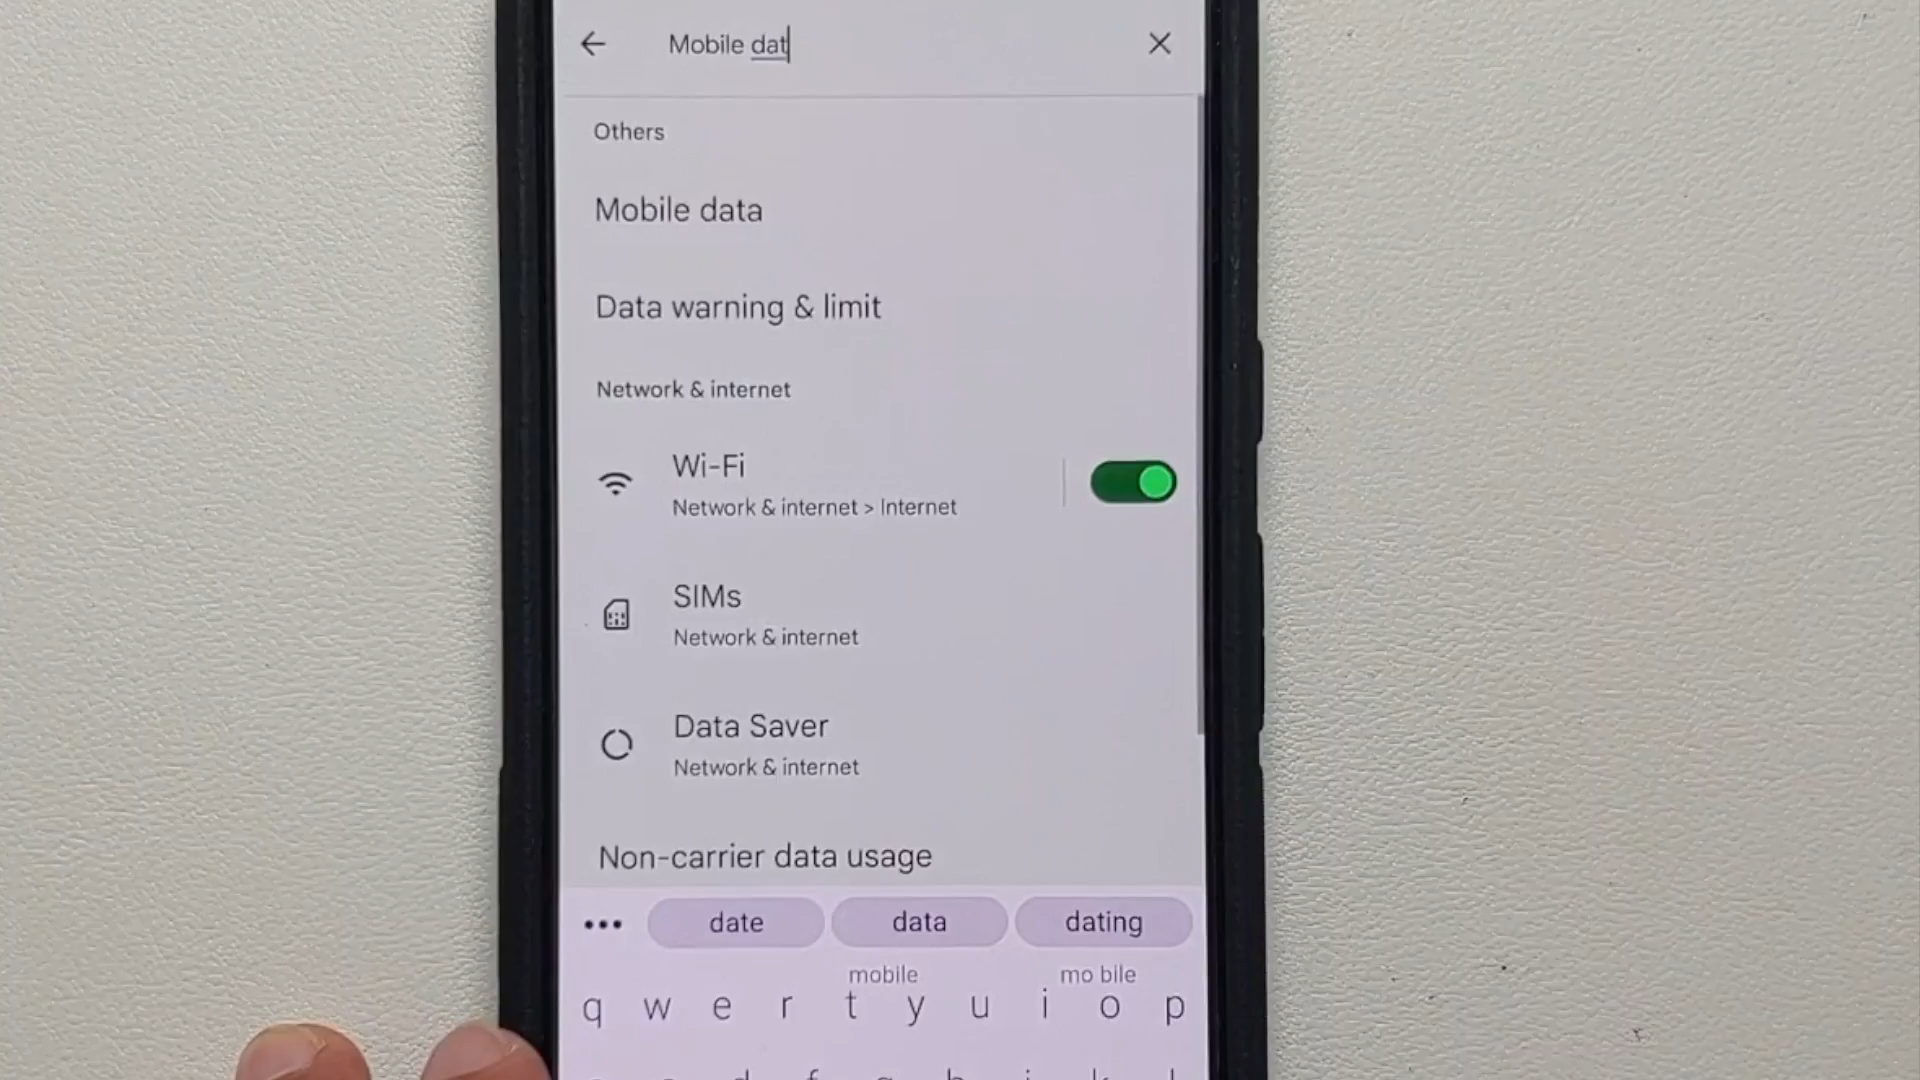 Mobile dat
Others
Mobile data
Data warning & limit
Network & internet
Wi-Fi
Network & internet > Internet
SIMs
Network & internet
Data Saver
Network & internet
Non-carrier data usage
date data dating
mobile mo bile
q w e r t y u i o p